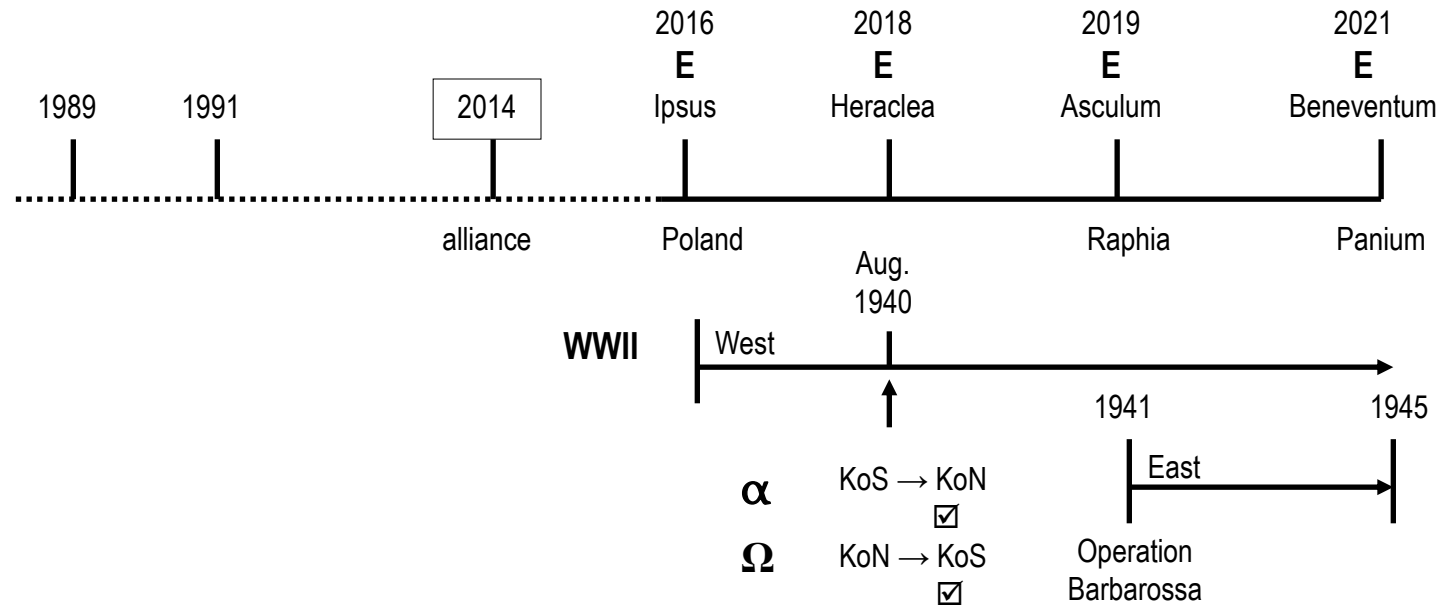 2016 2018 2019 2021
E E E E
1989 1991 2014 Ipsus Heraclea Asculum Beneventum
alliance Poland Raphia Panium
Aug.
1940
WWII West
1941 1945
East
α KoS → KoN
☑
Ω KoN → KoS
☑
Operation
Barbarossa